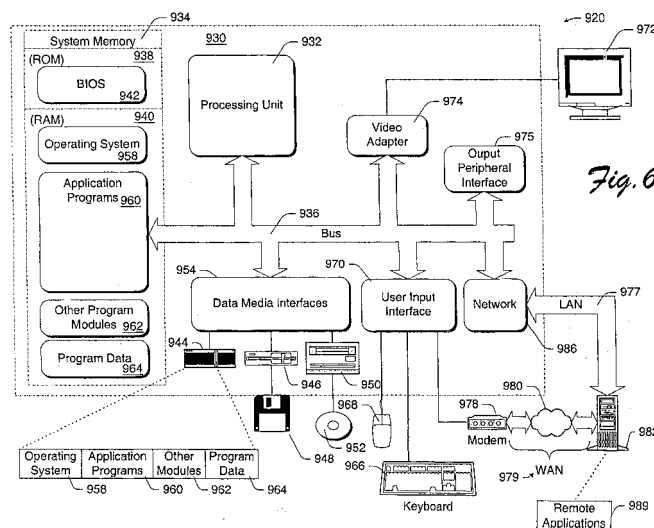 934
System Memory
(ROM)
938
BIOS
942
(RAM)
940
Operating System
958
Application
Programs
960
Other Program
Modules
962
Program Data
964
930
932
Processing Unit
920
972
974
Video
Adapter
975
Ouput
Peripheral
Interface
Fig. 6
936
Bus
954
Data Media Interfaces
970
User Input
Interface
Network
986
977
LAN
944
946
950
948
952
968
966
Keyboard
978
Modem
980
979
WAN
982
Operating
System
Application
Programs
Other
Modules
Program
Data
958
960
962
964
Remote
Applications
989